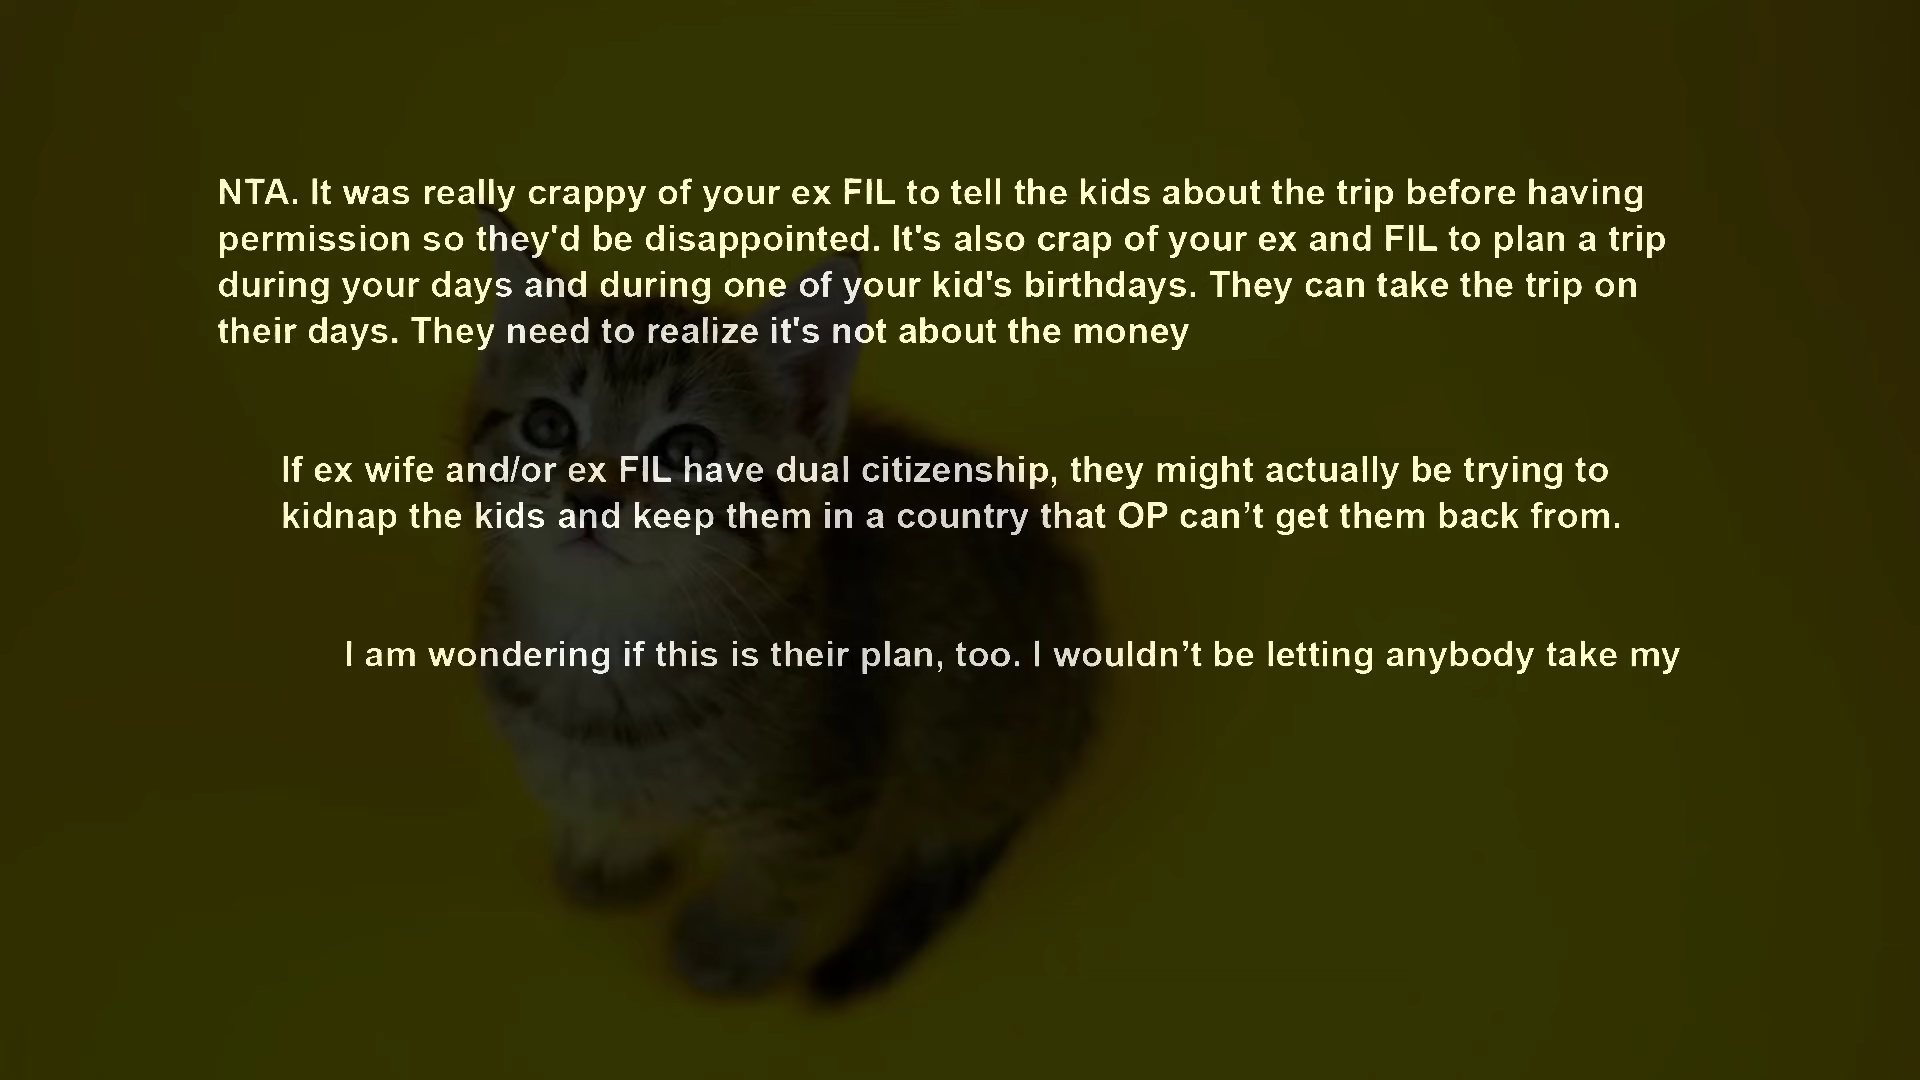 NTA. It was really crappy of your ex FIL to tell the kids about the trip before having
permission so they'd be disappointed. It's also crap of your ex and FIL to plan a trip
during your days and during one of your kid's birthdays. They can take the trip on
their days. They need to realize it's not about the money
If ex wife and/or ex FIL have dual citizenship, they might actually be trying to
kidnap the kids and keep them in a country that OP can’t get them back from.
I am wondering if this is their plan, too. I wouldn’t be letting anybody take my